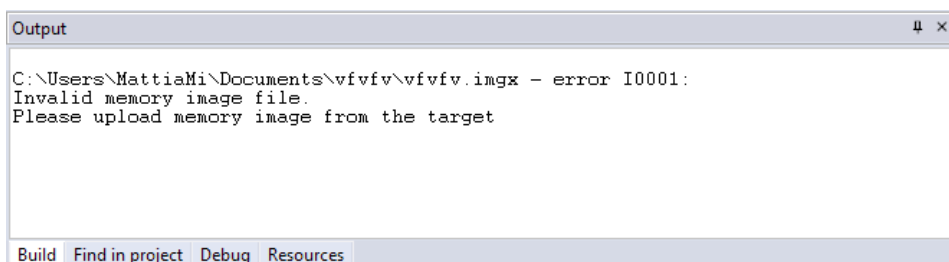 Output
C:\Users\MattiaMi\Documents\vfvfv\vfvfv.imgx – error I0001:
Invalid memory image file.
Please upload memory image from the target
Build Find in project Debug Resources